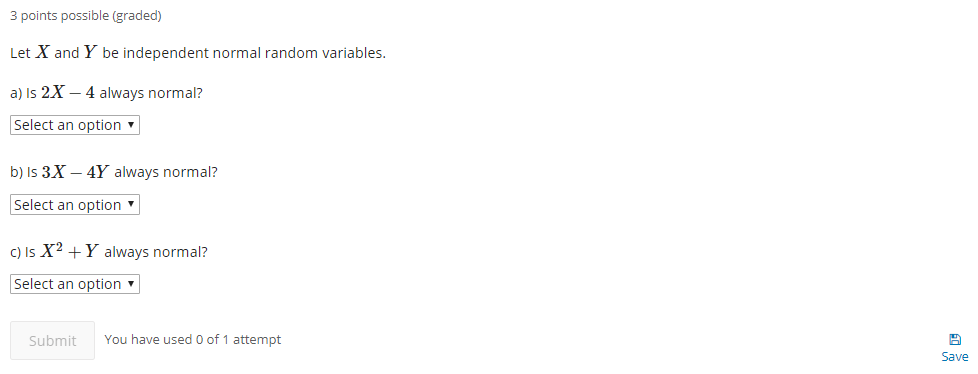 3 points possible (graded)
Let X and Y be independent normal random variables.
a) Is 2X − 4 always normal?
Select an option ▼
b) Is 3X − 4Y always normal?
Select an option ▼
c) Is X² + Y always normal?
Select an option ▼
Submit You have used 0 of 1 attempt
Save